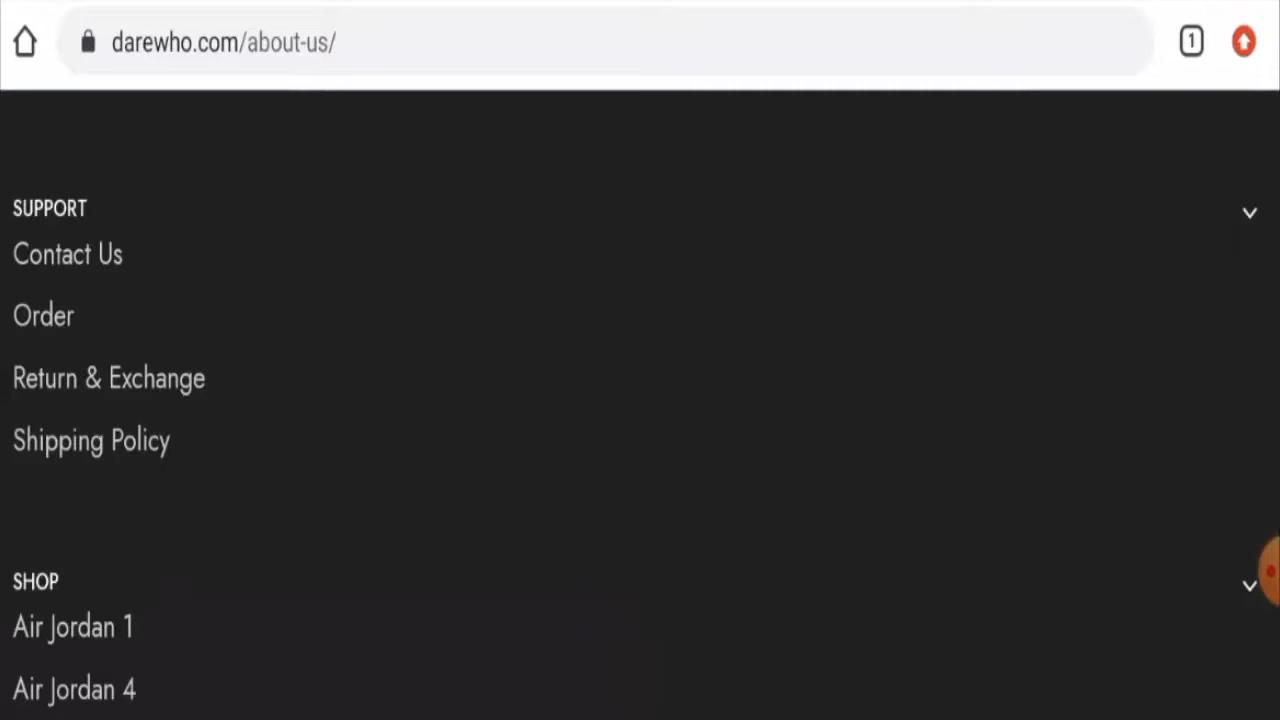 darewho.com/about-us/
1
SUPPORT
Contact Us
Order
Return & Exchange
Shipping Policy
SHOP
Air Jordan 1
Air Jordan 4